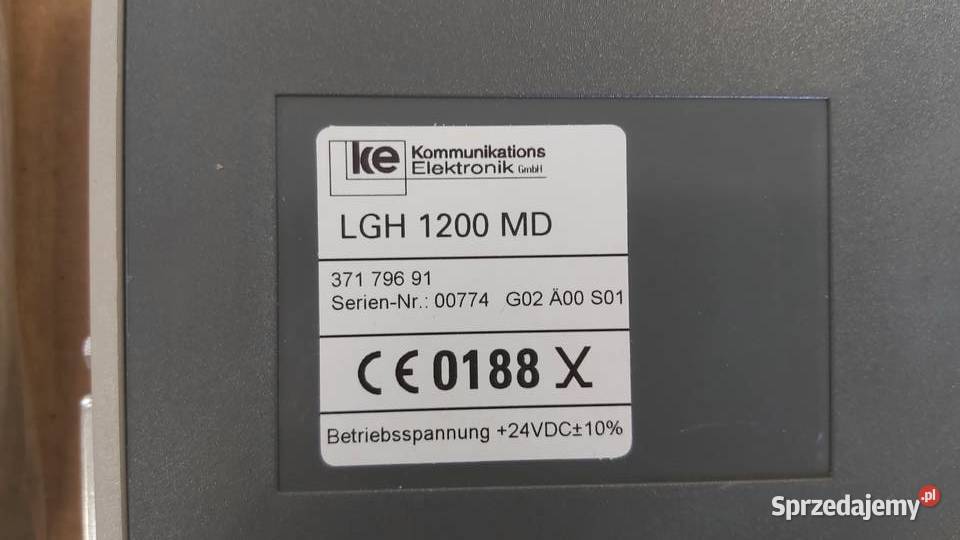 ke Kommunikations
Elektronik GmbH
LGH 1200 MD
371 796 91
Serien-Nr.: 00774 G02 Ä00 S01
CE 0188 X
Betriebsspannung +24VDC±10%
Sprzedajemy.pl